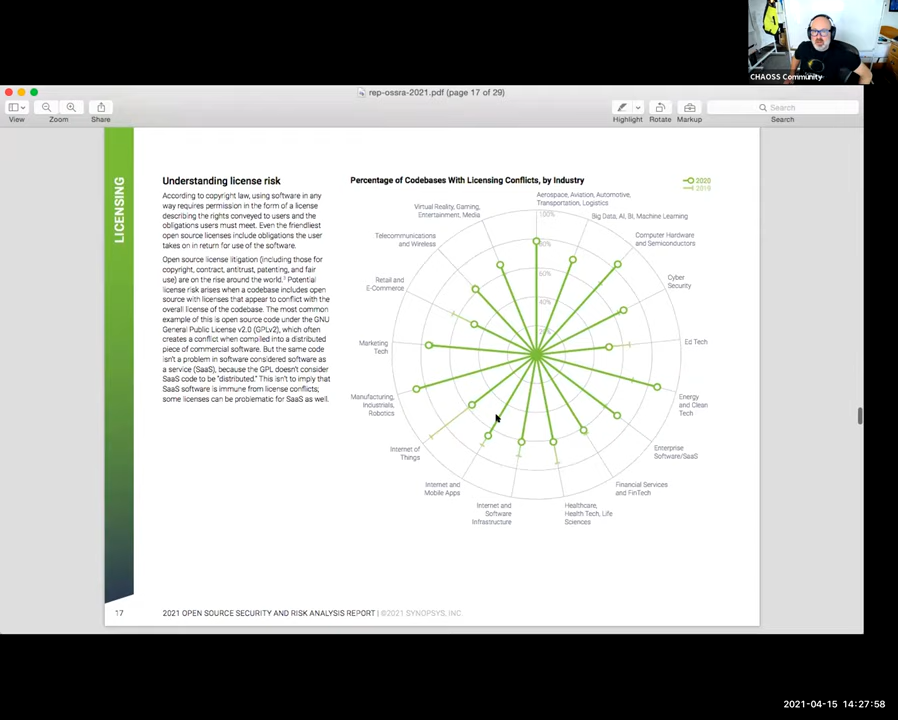 CHAOSS Community
rep-ossra-2021.pdf (page 17 of 29)
View
Zoom
Share
Highlight
Rotate
Markup
Search
Search
LICENSING
Understanding license risk
According to copyright law, using software in any
way requires permission in the form of a license
describing the rights conveyed to users and the
obligations users must meet. Even the friendliest
open source licenses include obligations the user
takes on in return for use of the software.
Open source license litigation (including those for
copyright, contract, antitrust, patenting, and fair
use) are on the rise around the world.³ Potential
license risk arises when a codebase includes open
source with licenses that appear to conflict with the
overall license of the codebase. The most common
example of this is open source code under the GNU
General Public License v2.0 (GPLv2), which often
creates a conflict when compiled into a distributed
piece of commercial software. But the same code
isn't a problem in software considered software as
a service (SaaS), because the GPL doesn't consider
SaaS code to be "distributed." This isn't to imply that
SaaS software is immune from license conflicts;
some licenses can be problematic for SaaS as well.
Percentage of Codebases With Licensing Conflicts, by Industry
2020
2019
Aerospace, Aviation, Automotive,
Transportation, Logistics
Big Data, AI, BI, Machine Learning
Computer Hardware
and Semiconductors
Cyber
Security
Ed Tech
Energy
and Clean
Tech
Enterprise
Software/SaaS
Financial Services
and FinTech
Healthcare,
Health Tech, Life
Sciences
Internet and
Software
Infrastructure
Internet and
Mobile Apps
Internet of
Things
Manufacturing,
Industrials,
Robotics
Marketing
Tech
Retail and
E-Commerce
Telecommunications
and Wireless
Virtual Reality, Gaming,
Entertainment, Media
100%
80%
60%
40%
20%
17
2021 OPEN SOURCE SECURITY AND RISK ANALYSIS REPORT | ©2021 SYNOPSYS, INC.
2021-04-15 14:27:58